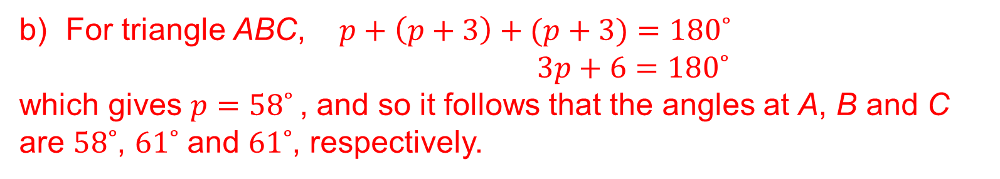 b) For triangle ABC, p + (p + 3) + (p + 3) = 180°
3p + 6 = 180°
which gives p = 58° , and so it follows that the angles at A, B and C
are 58°, 61° and 61°, respectively.